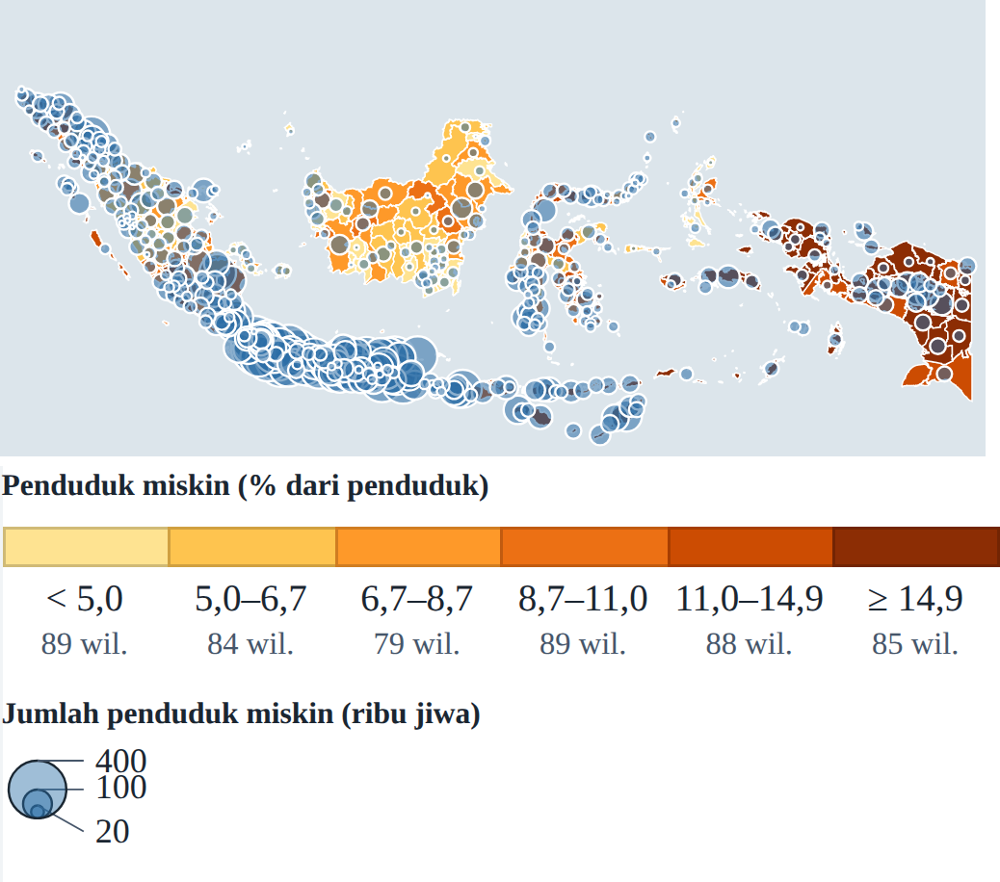 Penduduk miskin (% dari penduduk)
< 5,0 5,0–6,7 6,7–8,7 8,7–11,0 11,0–14,9 ≥ 14,9
89 wil. 84 wil. 79 wil. 89 wil. 88 wil. 85 wil.
Jumlah penduduk miskin (ribu jiwa)
400
100
20